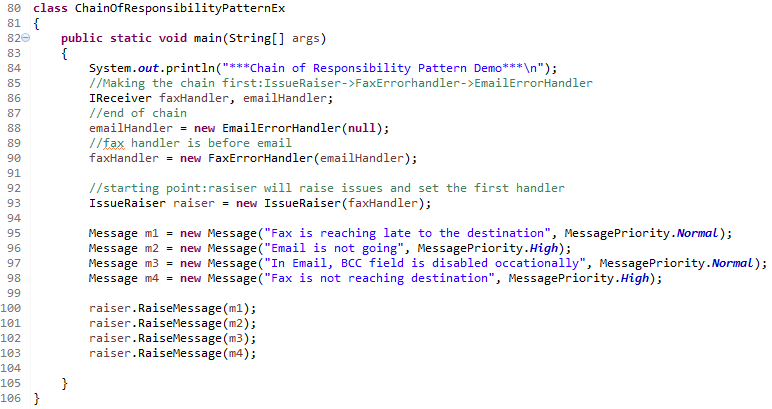 80 class ChainOfResponsibilityPatternEx
81 {
82 public static void main(String[] args)
83 {
84 System.out.println("***Chain of Responsibility Pattern Demo***\n");
85 //Making the chain first:IssueRaiser->FaxErrorhandler->EmailErrorHandler
86 IReceiver faxHandler, emailHandler;
87 //end of chain
88 emailHandler = new EmailErrorHandler(null);
89 //fax handler is before email
90 faxHandler = new FaxErrorHandler(emailHandler);
91
92 //starting point:rasiser will raise issues and set the first handler
93 IssueRaiser raiser = new IssueRaiser(faxHandler);
94
95 Message m1 = new Message("Fax is reaching late to the destination", MessagePriority.Normal);
96 Message m2 = new Message("Email is not going", MessagePriority.High);
97 Message m3 = new Message("In Email, BCC field is disabled occationally", MessagePriority.Normal);
98 Message m4 = new Message("Fax is not reaching destination", MessagePriority.High);
99
100 raiser.RaiseMessage(m1);
101 raiser.RaiseMessage(m2);
102 raiser.RaiseMessage(m3);
103 raiser.RaiseMessage(m4);
104
105 }
106 }